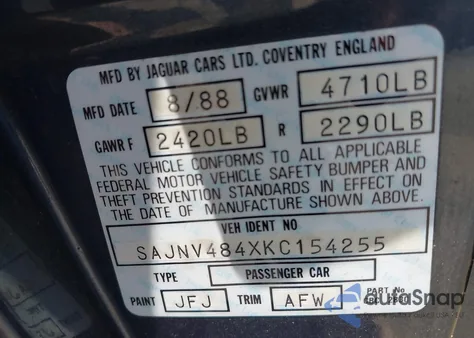 MFD BY JAGUAR CARS LTD. COVENTRY ENGLAND
MFD DATE 8/88 GVWR 4710LB
GAWR F 2420LB R 2290LB
THIS VEHICLE CONFORMS TO ALL APPLICABLE
FEDERAL MOTOR VEHICLE SAFETY BUMPER AND
THEFT PREVENTION STANDARDS IN EFFECT ON
THE DATE OF MANUFACTURE SHOWN ABOVE.
VEH IDENT NO
SAJNV484XKC154255
TYPE PASSENGER CAR
PAINT JFJ TRIM AFW PART No
autoSnap